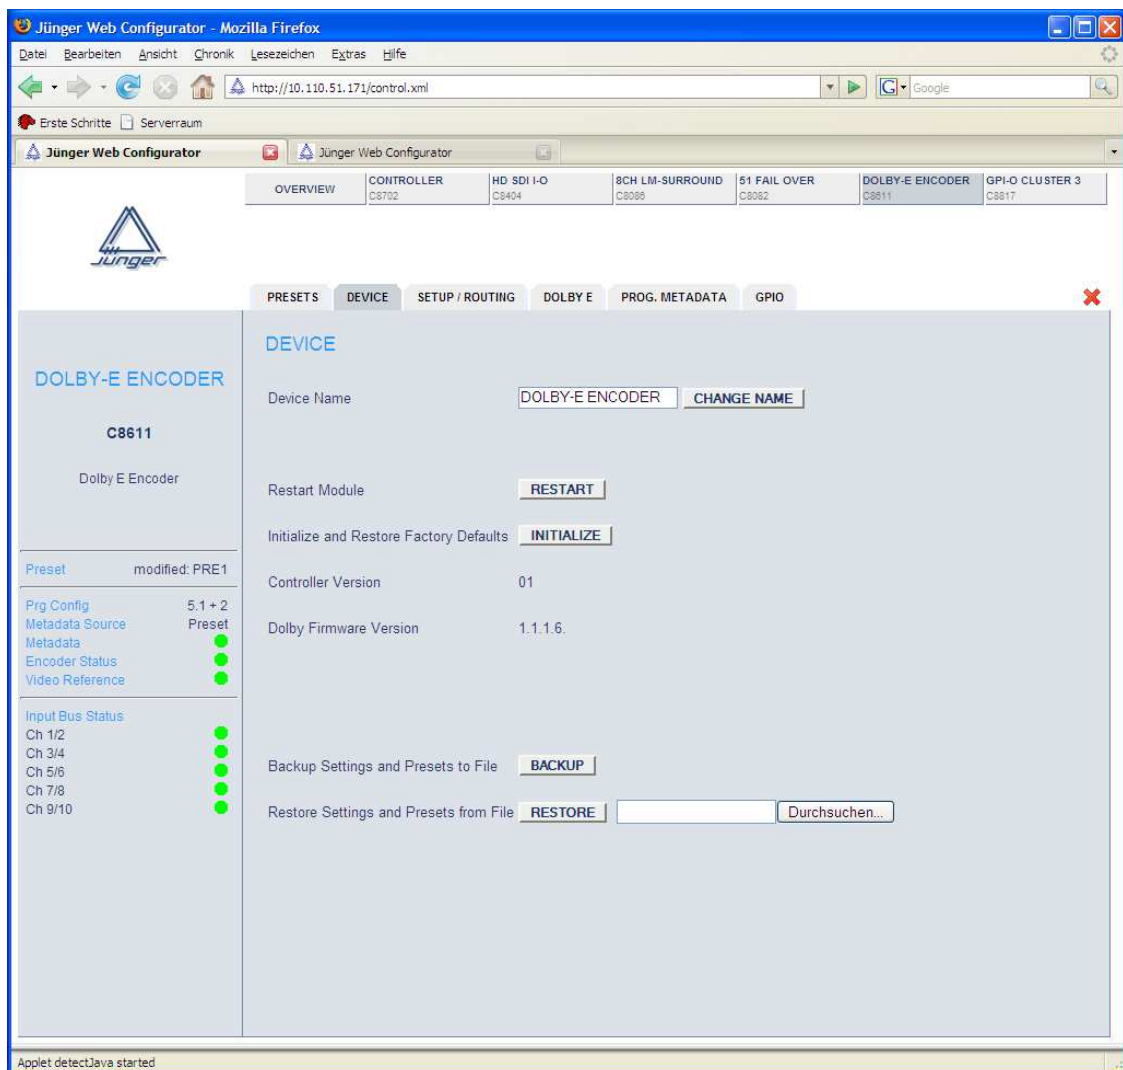 Jünger Web Configurator - Mozilla Firefox
Datei Bearbeiten Ansicht Chronik Lesezeichen Extras Hilfe
http://10.110.51.171/control.xml
G Google
Erste Schritte Serverraum
Jünger Web Configurator Jünger Web Configurator
OVERVIEW CONTROLLER HD SDI I-O 8CH LM-SURROUND 51 FAIL OVER DOLBY-E ENCODER GPI-O CLUSTER 3
C8702 C8404 C8086 C8082 C8611 C8817
Jünger
PRESETS DEVICE SETUP / ROUTING DOLBY E PROG. METADATA GPIO
DOLBY-E ENCODER
C8611
Dolby E Encoder
Preset modified: PRE1
Prg Config 5.1 + 2
Metadata Source Preset
Metadata
Encoder Status
Video Reference
Input Bus Status
Ch 1/2
Ch 3/4
Ch 5/6
Ch 7/8
Ch 9/10
DEVICE
Device Name DOLBY-E ENCODER CHANGE NAME
Restart Module RESTART
Initialize and Restore Factory Defaults INITIALIZE
Controller Version 01
Dolby Firmware Version 1.1.1.6.
Backup Settings and Presets to File BACKUP
Restore Settings and Presets from File RESTORE Durchsuchen...
Applet detectJava started